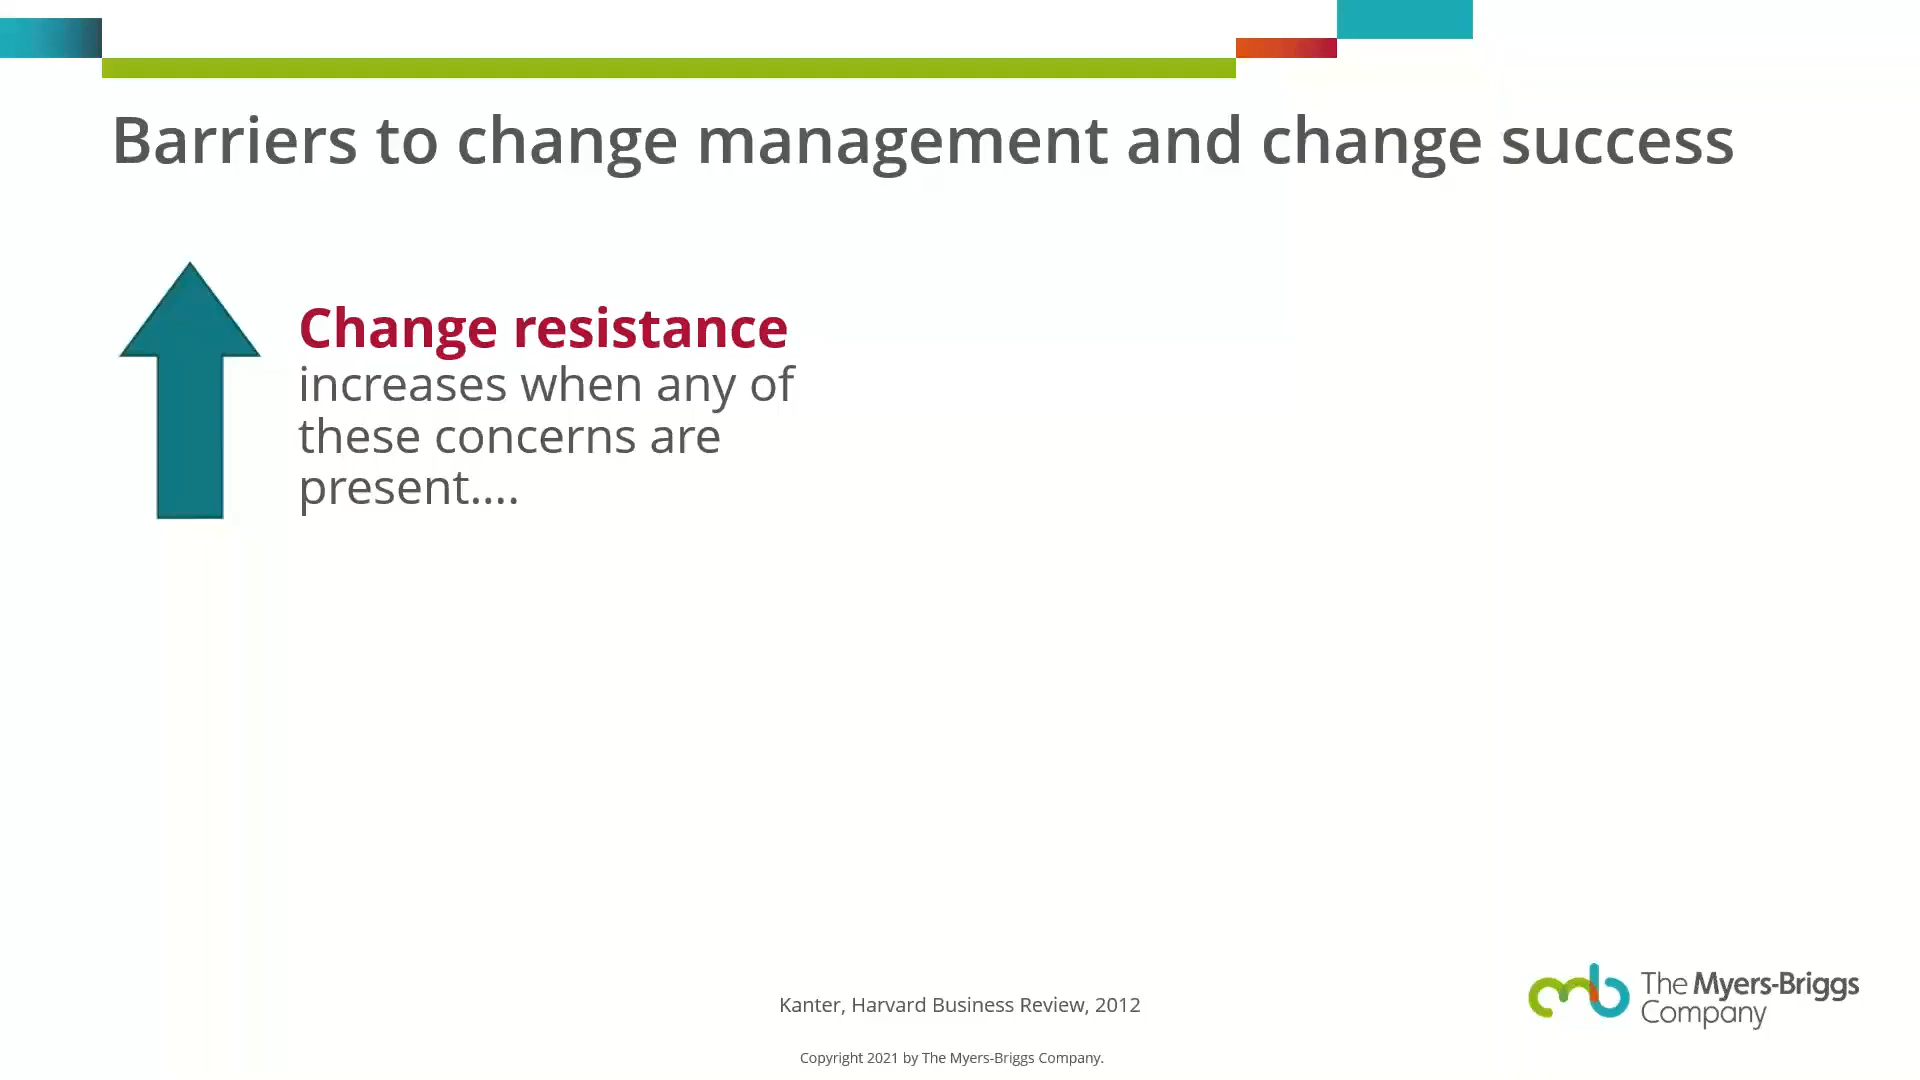 Barriers to change management and change success
Change resistance
increases when any of
these concerns are
present....
Kanter, Harvard Business Review, 2012
The Myers-Briggs
Company
Copyright 2021 by The Myers-Briggs Company.